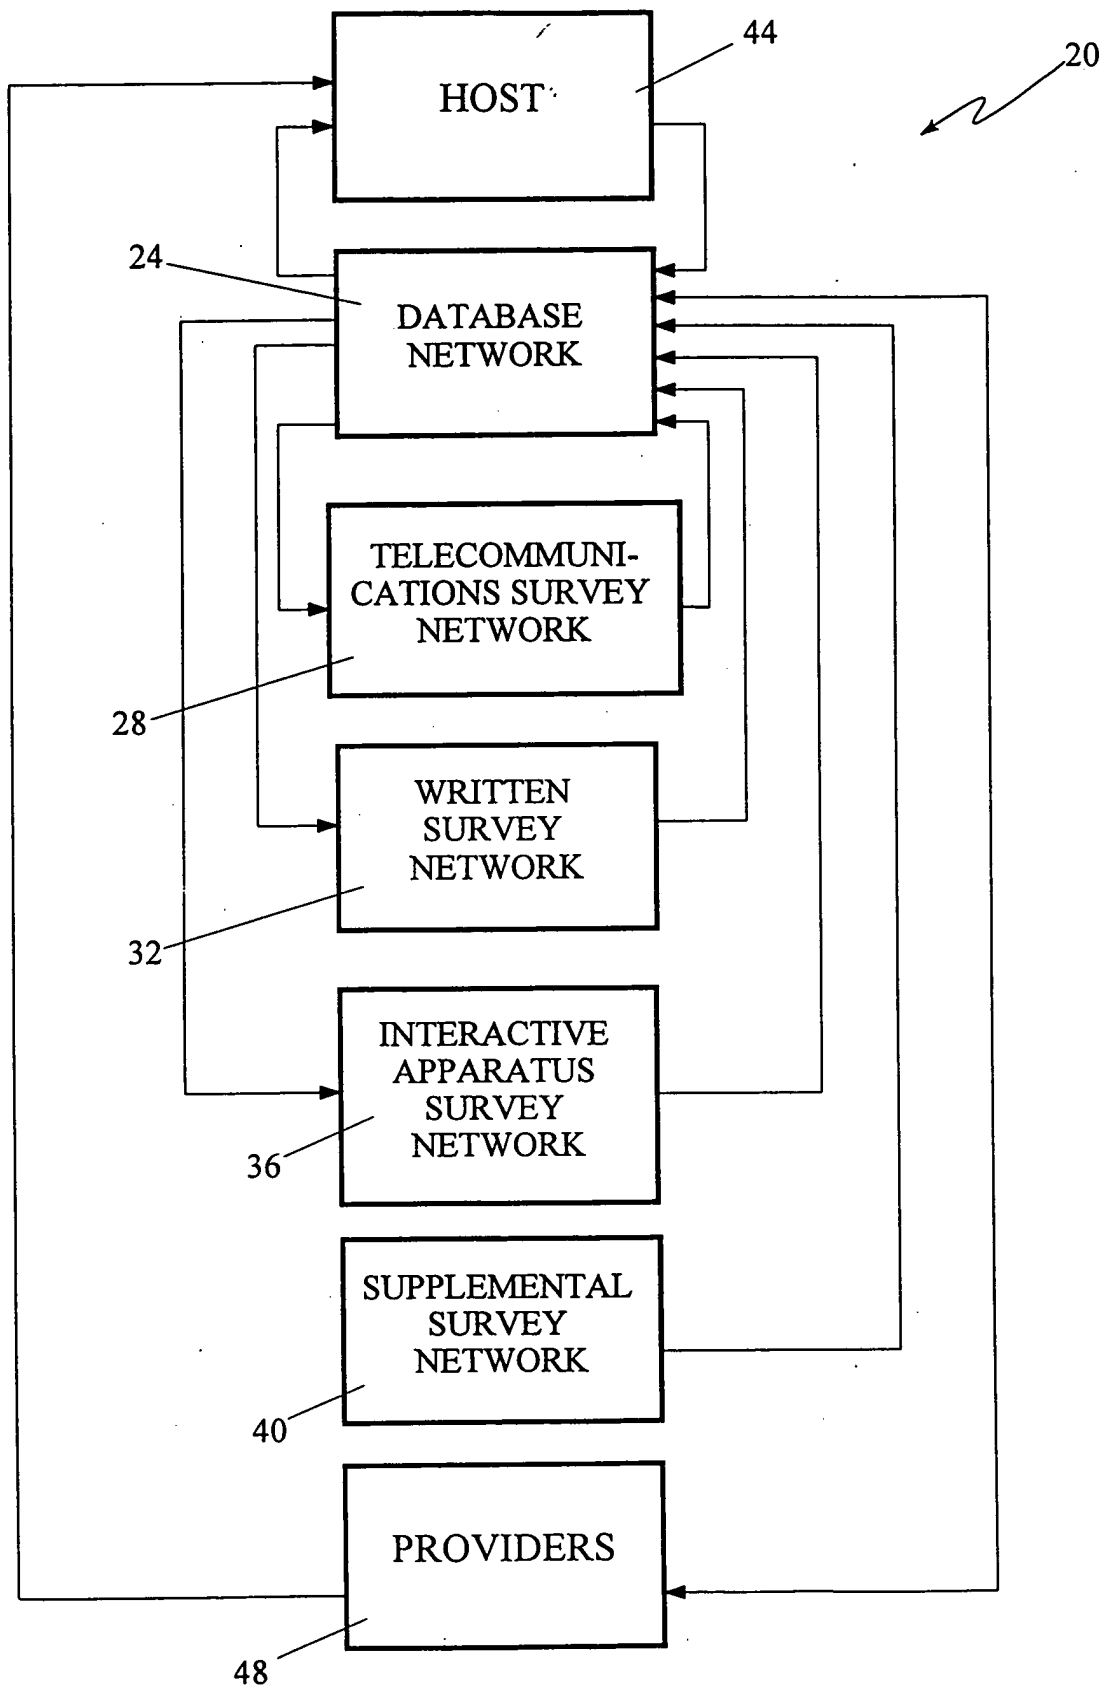 44
20
HOST
24
DATABASE
NETWORK
TELECOMMUNI-
CATIONS SURVEY
NETWORK
28
WRITTEN
SURVEY
NETWORK
32
INTERACTIVE
APPARATUS
SURVEY
NETWORK
36
SUPPLEMENTAL
SURVEY
NETWORK
40
PROVIDERS
48